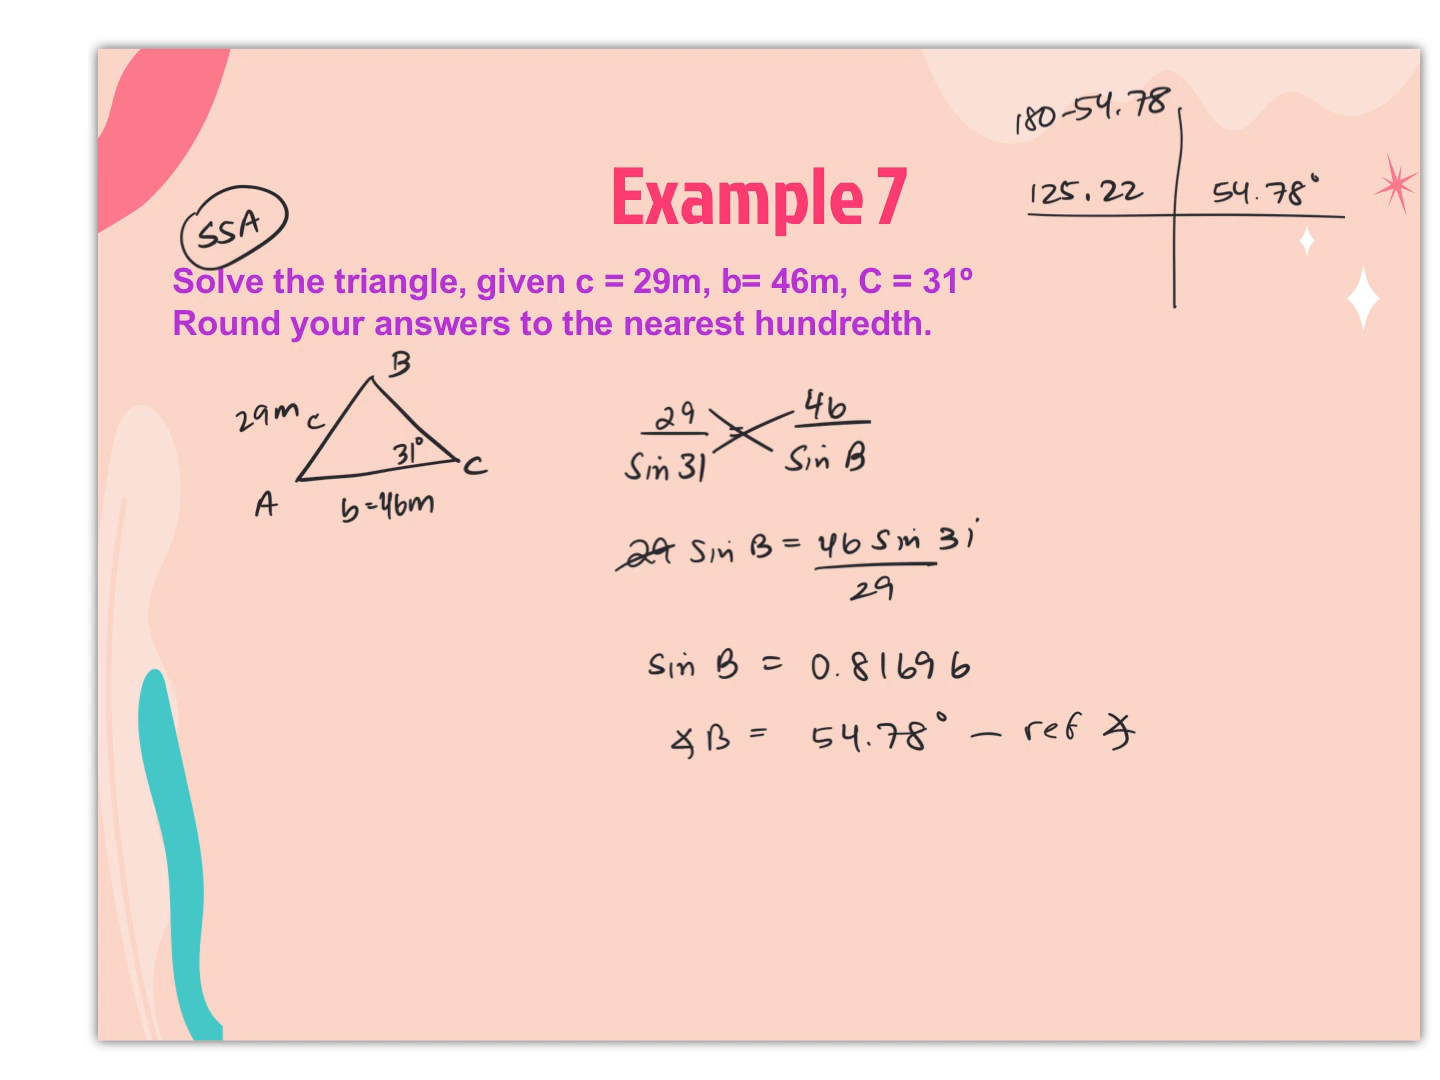 180-54.78
125.22 54.78°
Example 7
SSA
Solve the triangle, given c = 29m, b= 46m, C = 31º
Round your answers to the nearest hundredth.
B
29m c
31°
C
A
b=46m
29 = 46
sin 31 sin B
29 sin B = 46 sin 31
29
sin B = 0.81696
∡B = 54.78° — ref ∡